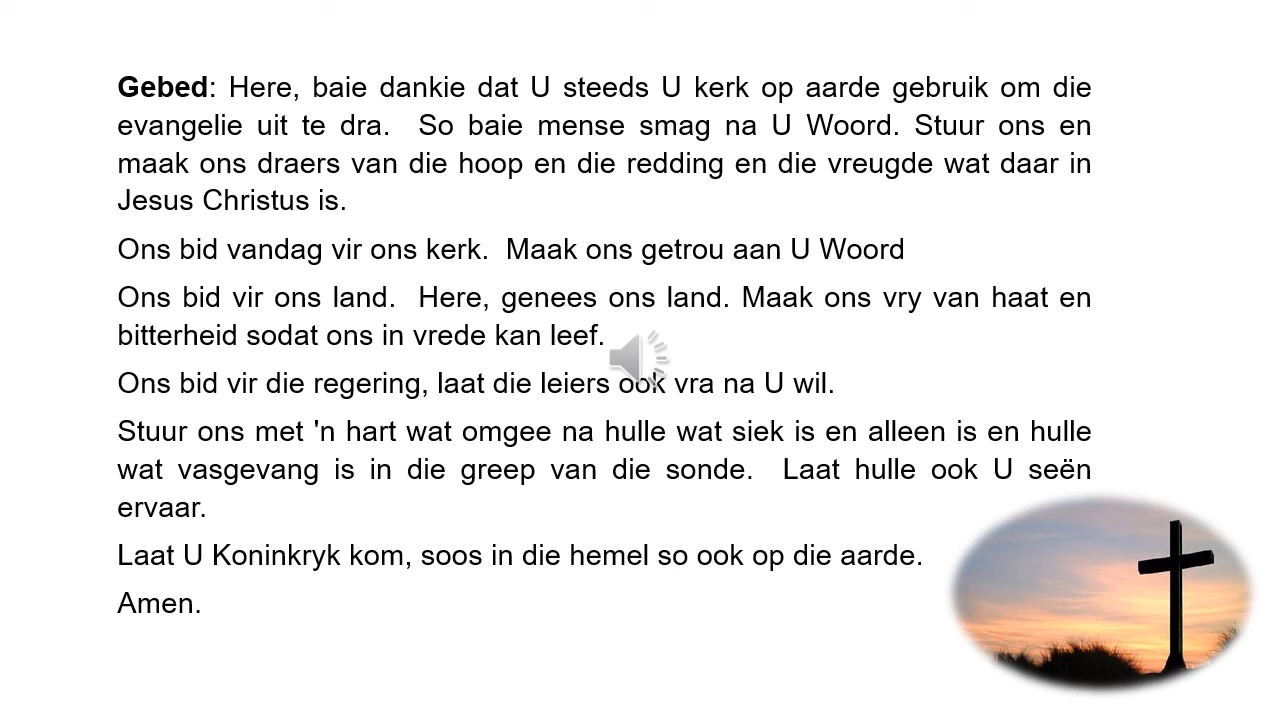 Gebed: Here, baie dankie dat U steeds U kerk op aarde gebruik om die
evangelie uit te dra.  So baie mense smag na U Woord. Stuur ons en
maak ons draers van die hoop en die redding en die vreugde wat daar in
Jesus Christus is.
Ons bid vandag vir ons kerk.  Maak ons getrou aan U Woord
Ons bid vir ons land.  Here, genees ons land. Maak ons vry van haat en
bitterheid sodat ons in vrede kan leef.
Ons bid vir die regering, laat die leiers ook vra na U wil.
Stuur ons met 'n hart wat omgee na hulle wat siek is en alleen is en hulle
wat vasgevang is in die greep van die sonde.  Laat hulle ook U seën
ervaar.
Laat U Koninkryk kom, soos in die hemel so ook op die aarde.
Amen.